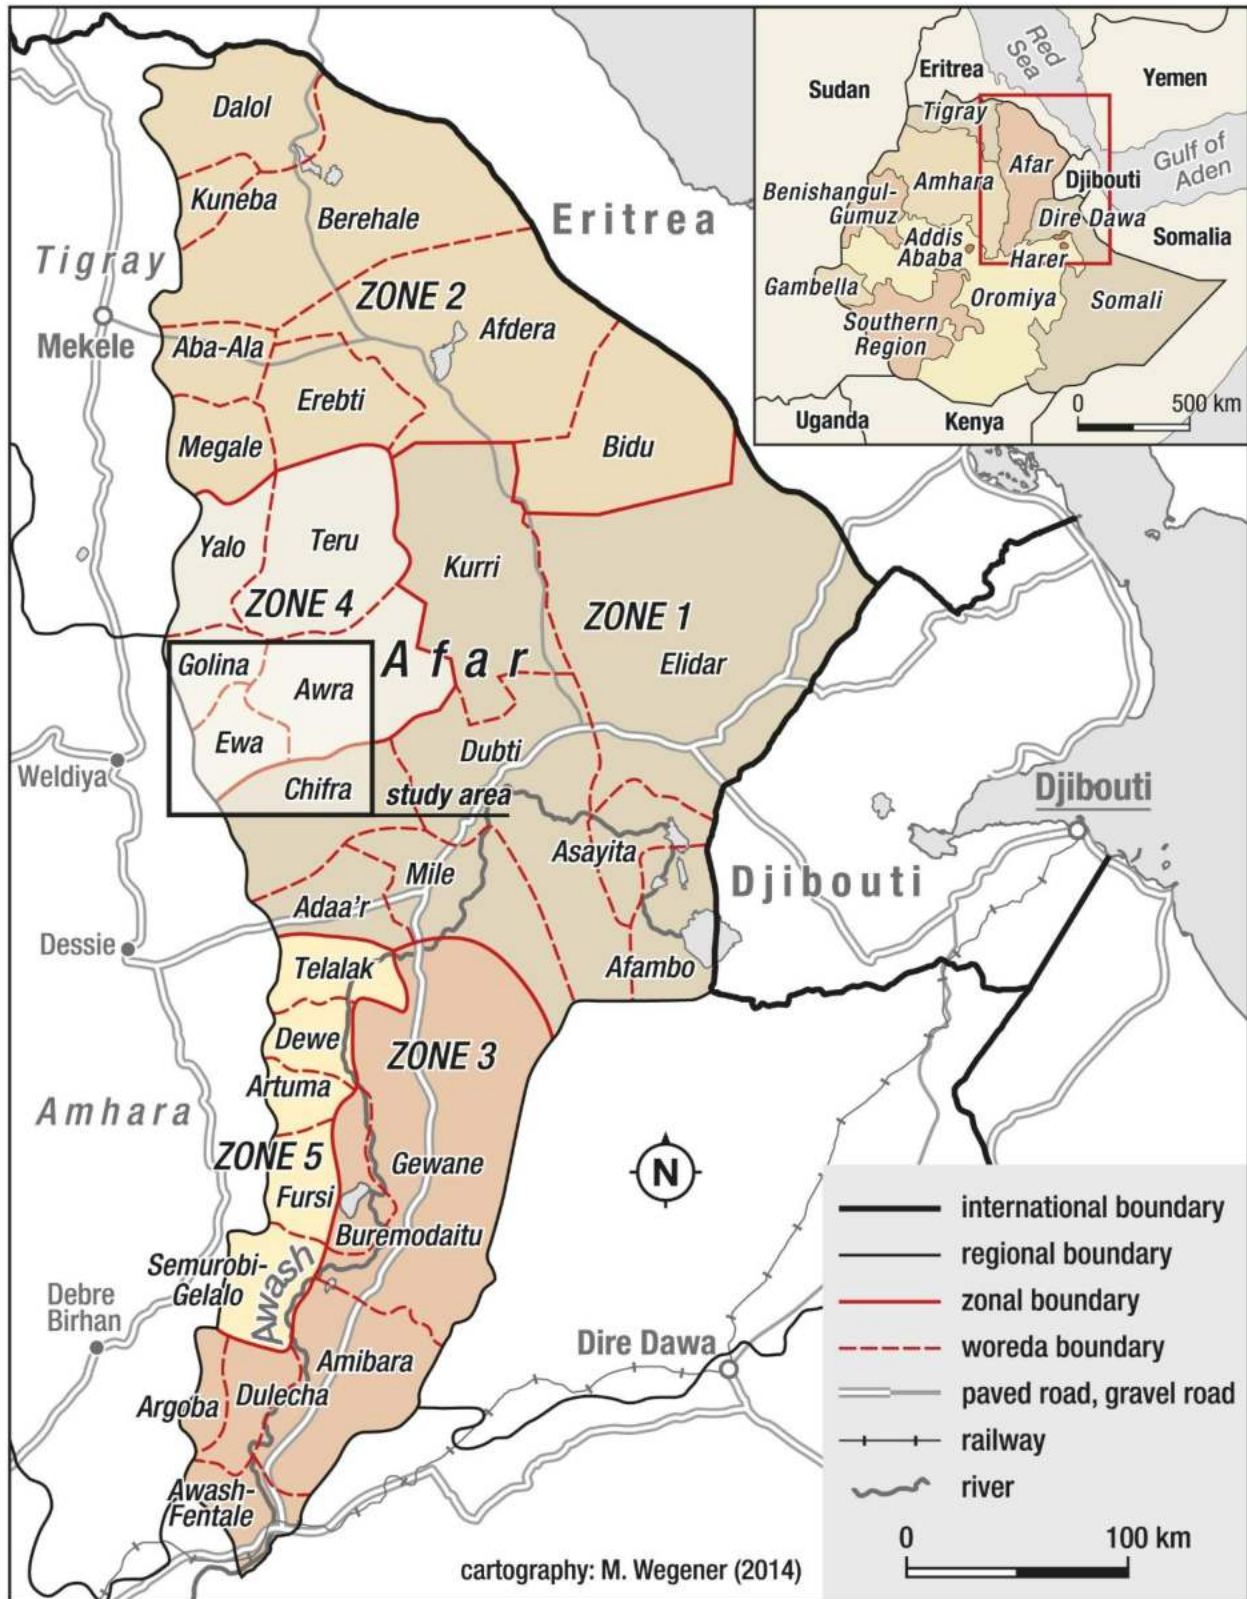 Dalol
Kuneba
Berehale
Eritrea
Tigray
ZONE 2
Mekele
Aba-Ala
Afdera
Erebti
Megale
Bidu
Yalo
Teru
Kurri
ZONE 4
ZONE 1
Afar
Golina
Awra
Elidar
Ewa
Dubti
Weldiya
Chifra
study area
Djibouti
Asayita
Mile
Djibouti
Adaa'r
Dessie
Telalak
Afambo
Dewe
ZONE 3
Artuma
Amhara
ZONE 5
Gewane
N
Fursi
Buremodaitu
Semurobi-
Gelalo
Awash
Debre
Birhan
Dire Dawa
Amibara
Dulecha
Argoba
Awash-
Fentale
cartography: M. Wegener (2014)
Red
Sea
Eritrea
Yemen
Sudan
Tigray
Gulf of
Aden
Afar
Amhara
Djibouti
Benishangul-
Gumuz
Dire Dawa
Addis
Ababa
Somalia
Harer
Gambella
Oromiya
Somali
Southern
Region
0 500 km
Uganda
Kenya
international boundary
regional boundary
zonal boundary
woreda boundary
paved road, gravel road
railway
river
0 100 km